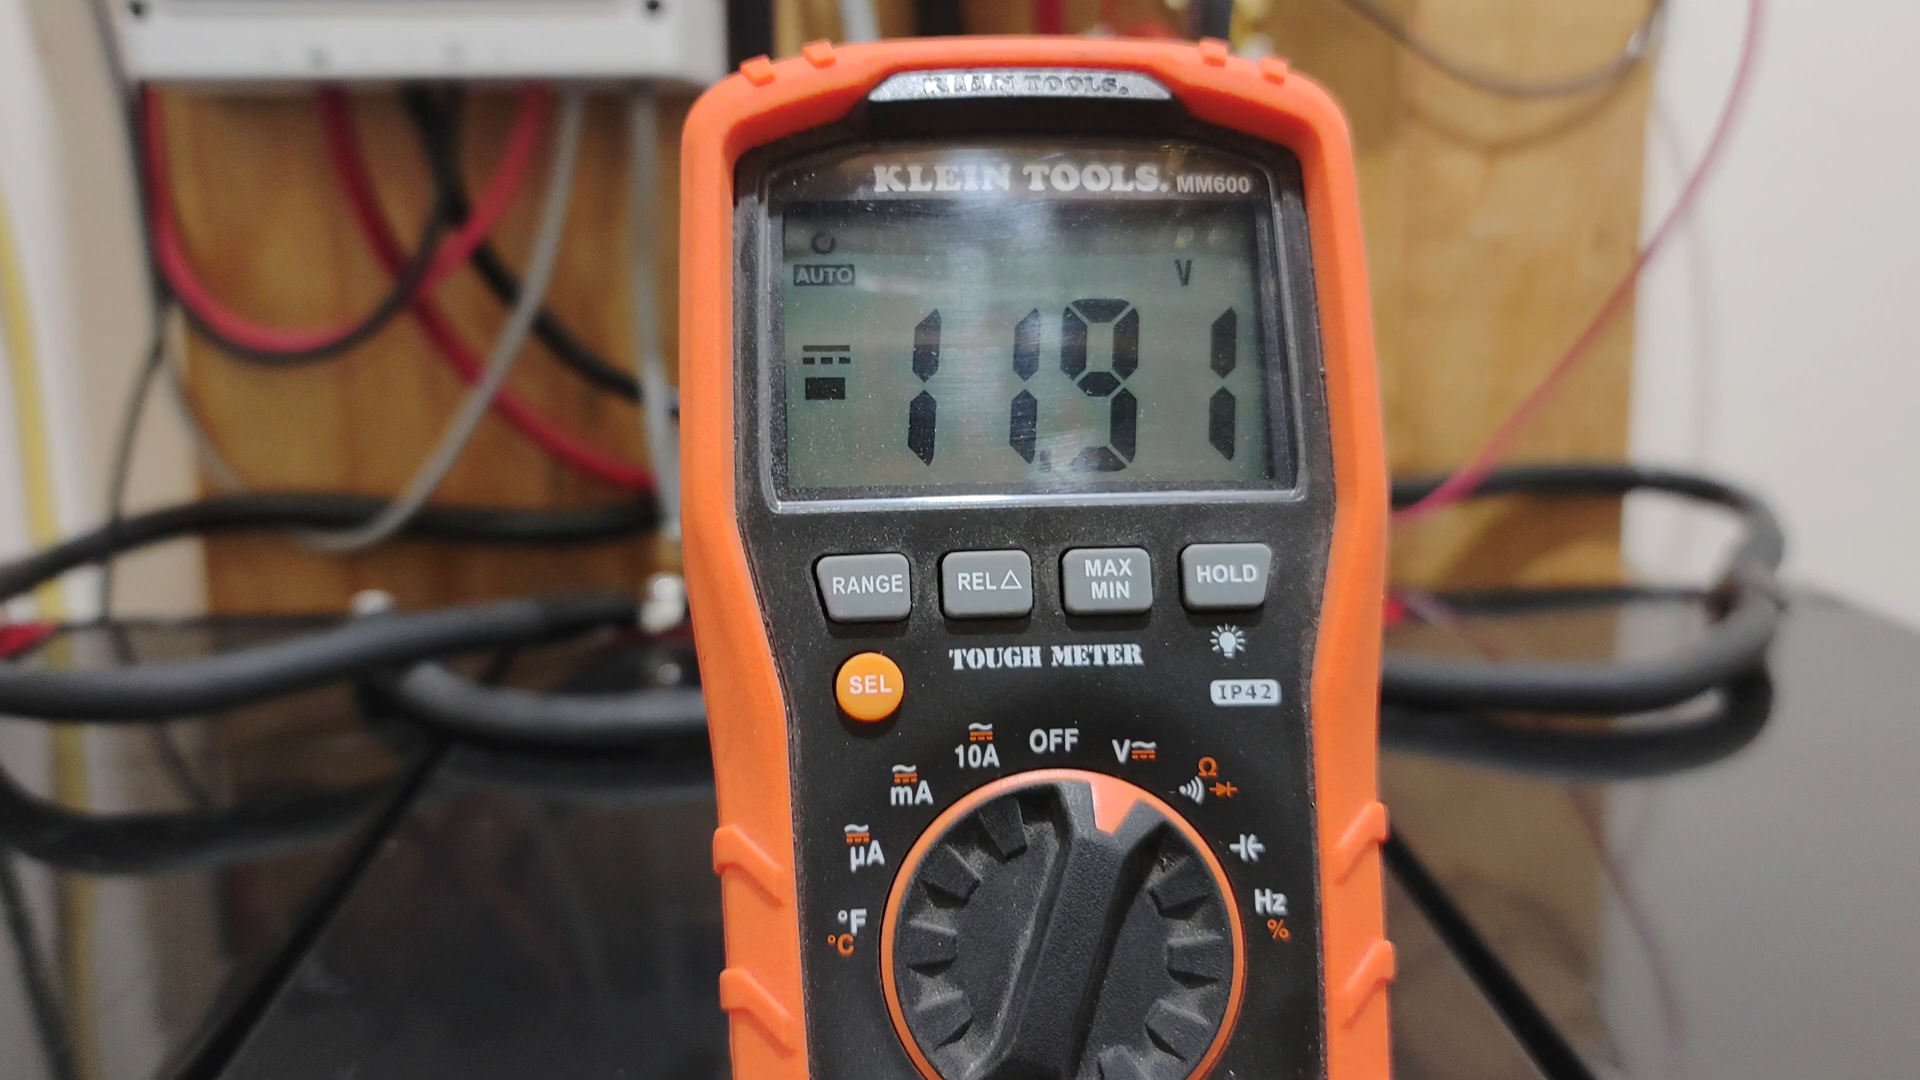 KLEIN TOOLS.
KLEIN TOOLS. MM600
AUTO
V
11.91
RANGE
REL△
MAX
MIN
HOLD
TOUGH METER
SEL
IP42
OFF
10A
V
mA
Ω
µA
Hz
%
°F
°C